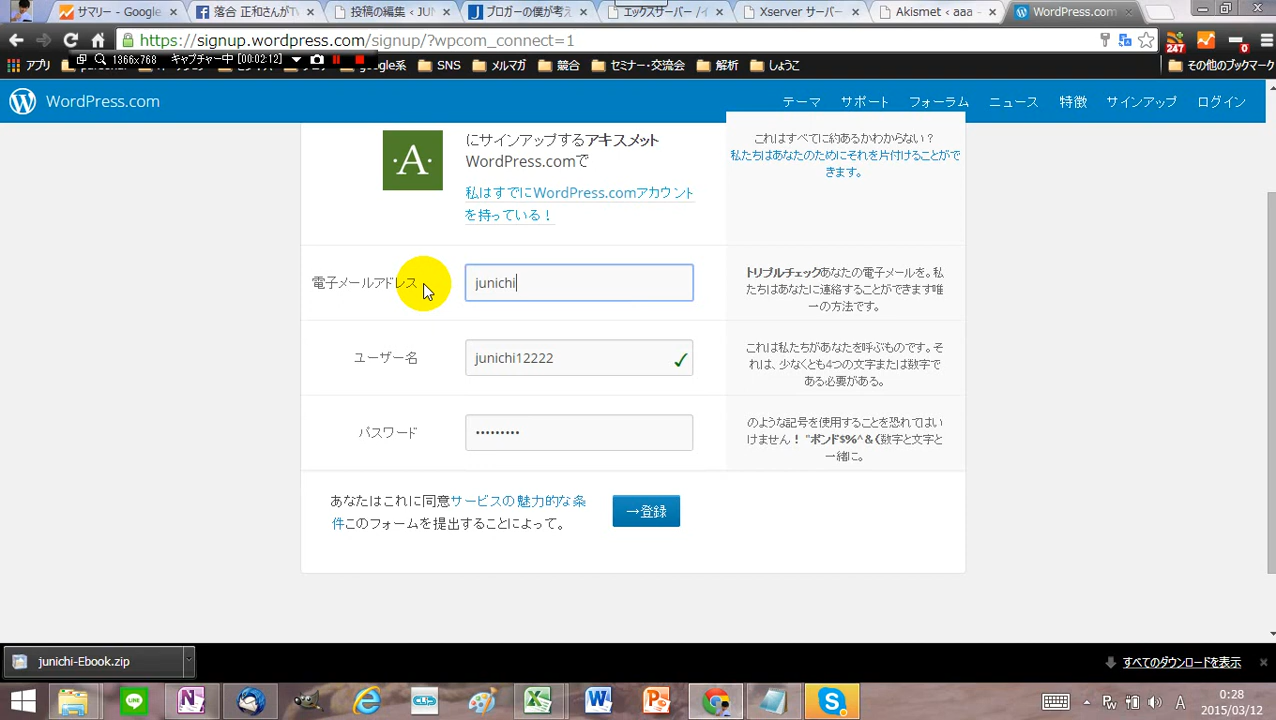 サマリー - Google
落合 正和さんがTw
投稿の編集 ‹ JUN
ブロガーの僕が考え
エックスサーバー /イ
Xserver サーバー
Akismet ‹ aaa —
WordPress.com
https://signup.wordpress.com/signup/?wpcom_connect=1
247
0
1366x768 キャプチャー中 [00:02:12]
アプリ
google系
SNS
メルマガ
競合
セミナー・交流会
解析
しょうこ
その他のブックマーク
WordPress.com
テーマ サポート フォーラム ニュース 特徴 サインアップ ログイン
A
にサインアップするアキスメット
WordPress.comで
私はすでにWordPress.comアカウント
を持っている！
これはすべてに約あるかわからない？
私たちはあなたのためにそれを片付けることがで
きます。
電子メールアドレス
junichi
トリプルチェックあなたの電子メールを。私
たちはあなたに連絡することができます唯
一の方法です。
ユーザー名
junichi12222
これは私たちがあなたを呼ぶものです。そ
れは、少なくとも4つの文字または数字で
ある必要がある。
パスワード
•••••••••
のような記号を使用することを恐れてはい
けません！ "ポンド$%^&(数字と文字と
一緒に。
あなたはこれに同意サービスの魅力的な条
件このフォームを提出することによって。
→登録
junichi-Ebook.zip
すべてのダウンロードを表示
A
0:28
2015/03/12